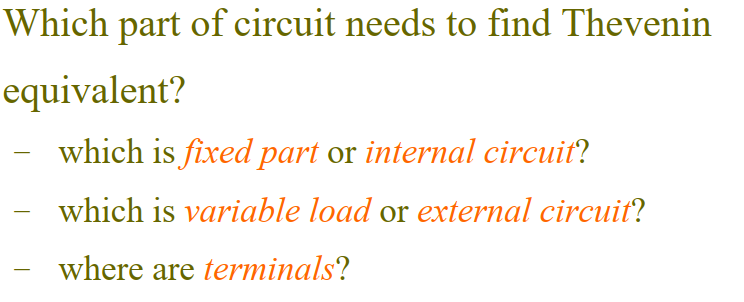 Which part of circuit needs to find Thevenin
equivalent?
– which is fixed part or internal circuit?
– which is variable load or external circuit?
– where are terminals?